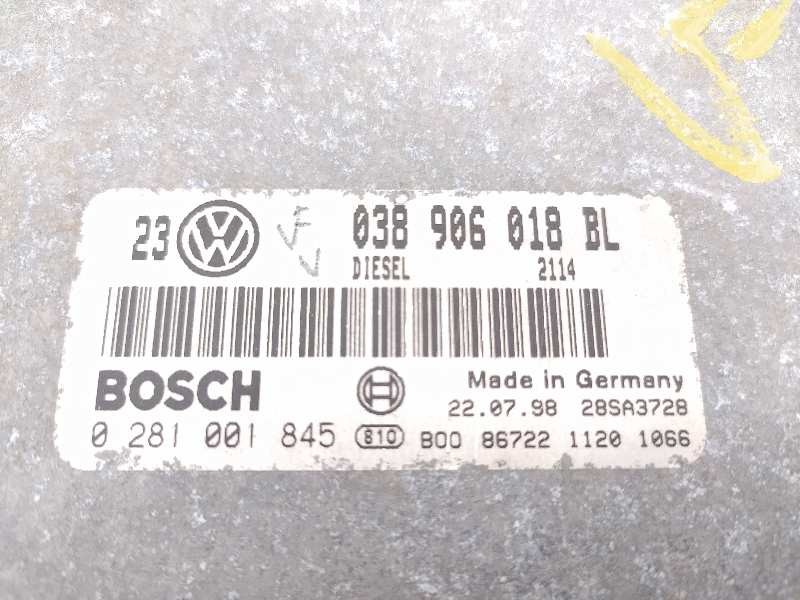 23 VW 038 906 018 BL
DIESEL 2114
BOSCH Made in Germany
22.07.98 28SA3728
0 281 001 845 810 B00 86722 1120 1066